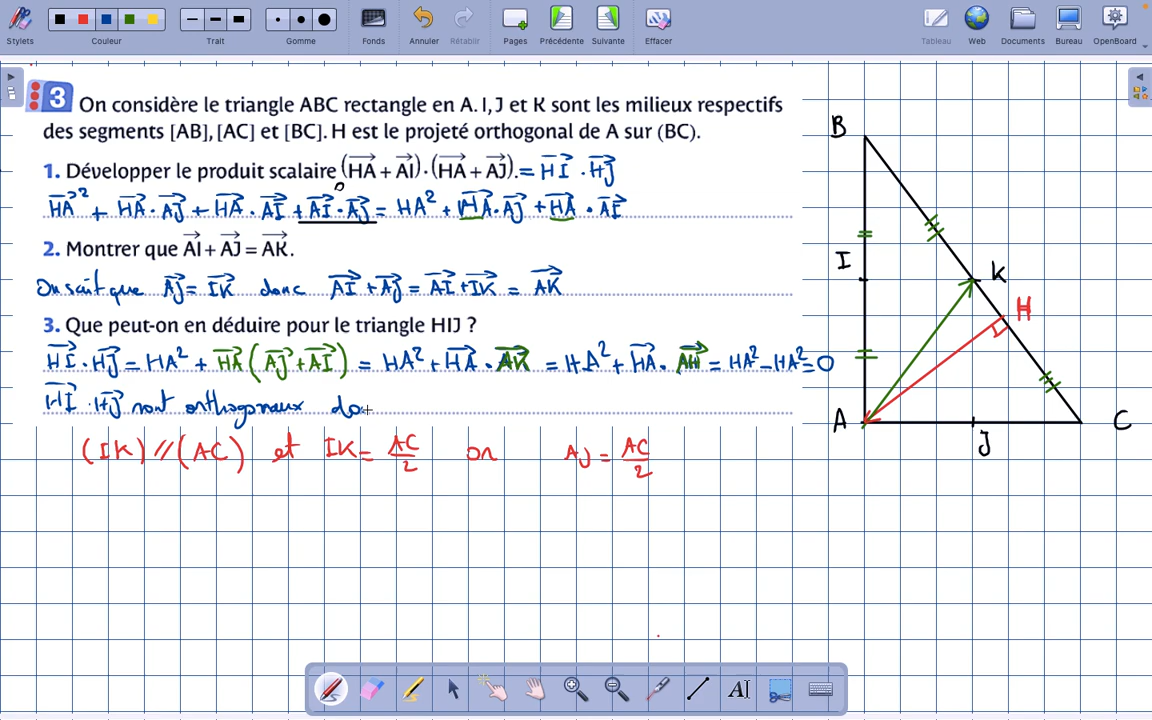 Stylets Couleur Trait Gomme Fonds Annuler Rétablir Pages Précédente Suivante Effacer Tableau Web Documents Bureau OpenBoard
3 On considère le triangle ABC rectangle en A. I, J et K sont les milieux respectifs
des segments [AB], [AC] et [BC]. H est le projeté orthogonal de A sur (BC).
1. Développer le produit scalaire (HA + AI) · (HA + AJ). = HI · HJ
0
HA² + HA · AJ + HA · AI + AI · AJ = HA² + HA · AJ + HA · AI
2. Montrer que AI + AJ = AK.
On sait que AJ = IK donc AI + AJ = AI + IK = AK
3. Que peut-on en déduire pour le triangle HIJ ?
HI · HJ = HA² + HA (AJ + AI) = HA² + HA · AK = HA² + HA · AH = HA² - HA² = 0
HI · HJ sont orthogonaux do
(IK) // (AC) et IK = AC/2 or AJ = AC/2
B
I
K
H
A
C
J
AI